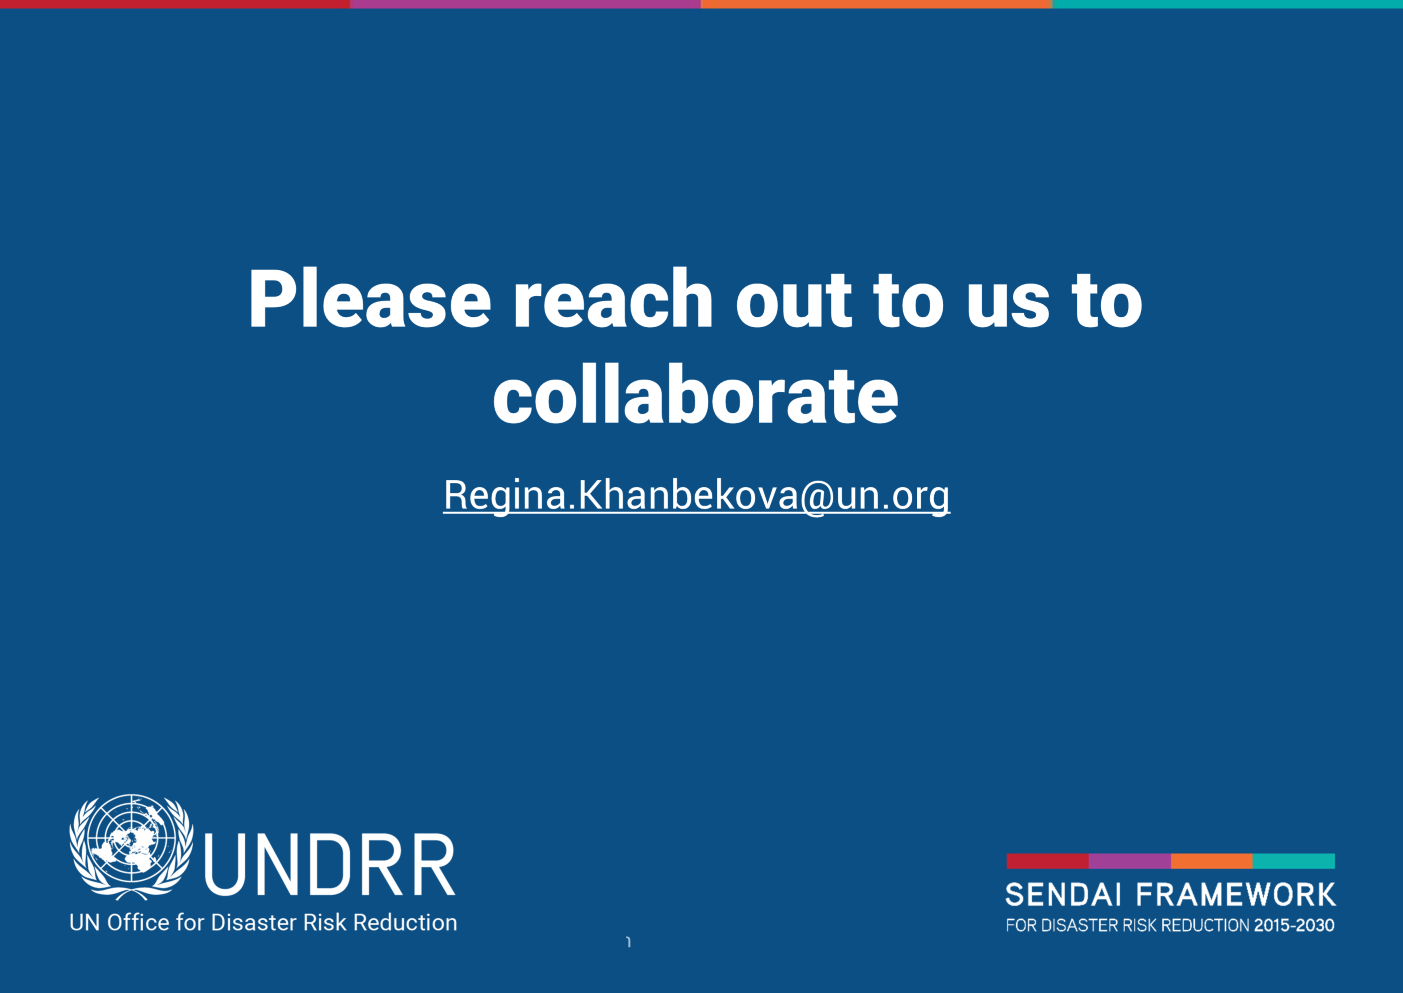 Please reach out to us to
collaborate
Regina.Khanbekova@un.org
UNDRR
UN Office for Disaster Risk Reduction
SENDAI FRAMEWORK
FOR DISASTER RISK REDUCTION 2015-2030